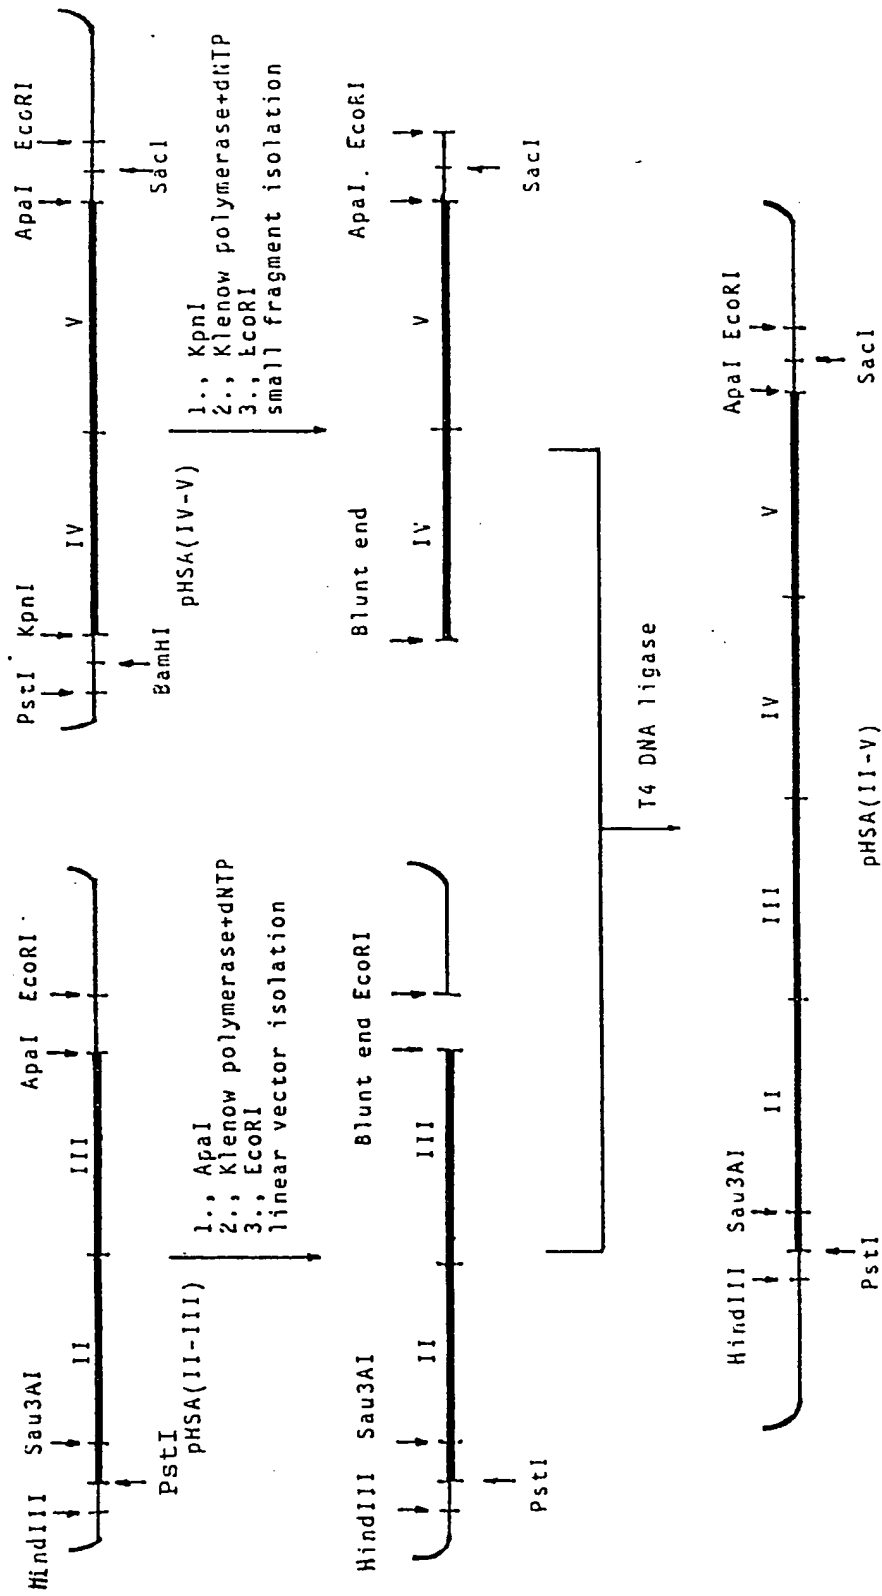 HindIII Sau3AI ApaI EcoRI
II III
PstI
pHSA(II-III)
1., ApaI
2., Klenow polymerase+dNTP
3., EcoRI
linear vector isolation
PstI KpnI ApaI EcoRI
IV V
BamHI SacI
pHSA(IV-V)
1., KpnI
2., Klenow polymerase+dNTP
3., EcoRI
small fragment isolation
HindIII Sau3AI Blunt end EcoRI
II III
PstI
Blunt end ApaI. EcoRI
IV V
SacI
T4 DNA ligase
HindIII Sau3AI ApaI EcoRI
II III IV V
PstI SacI
pHSA(II-V)